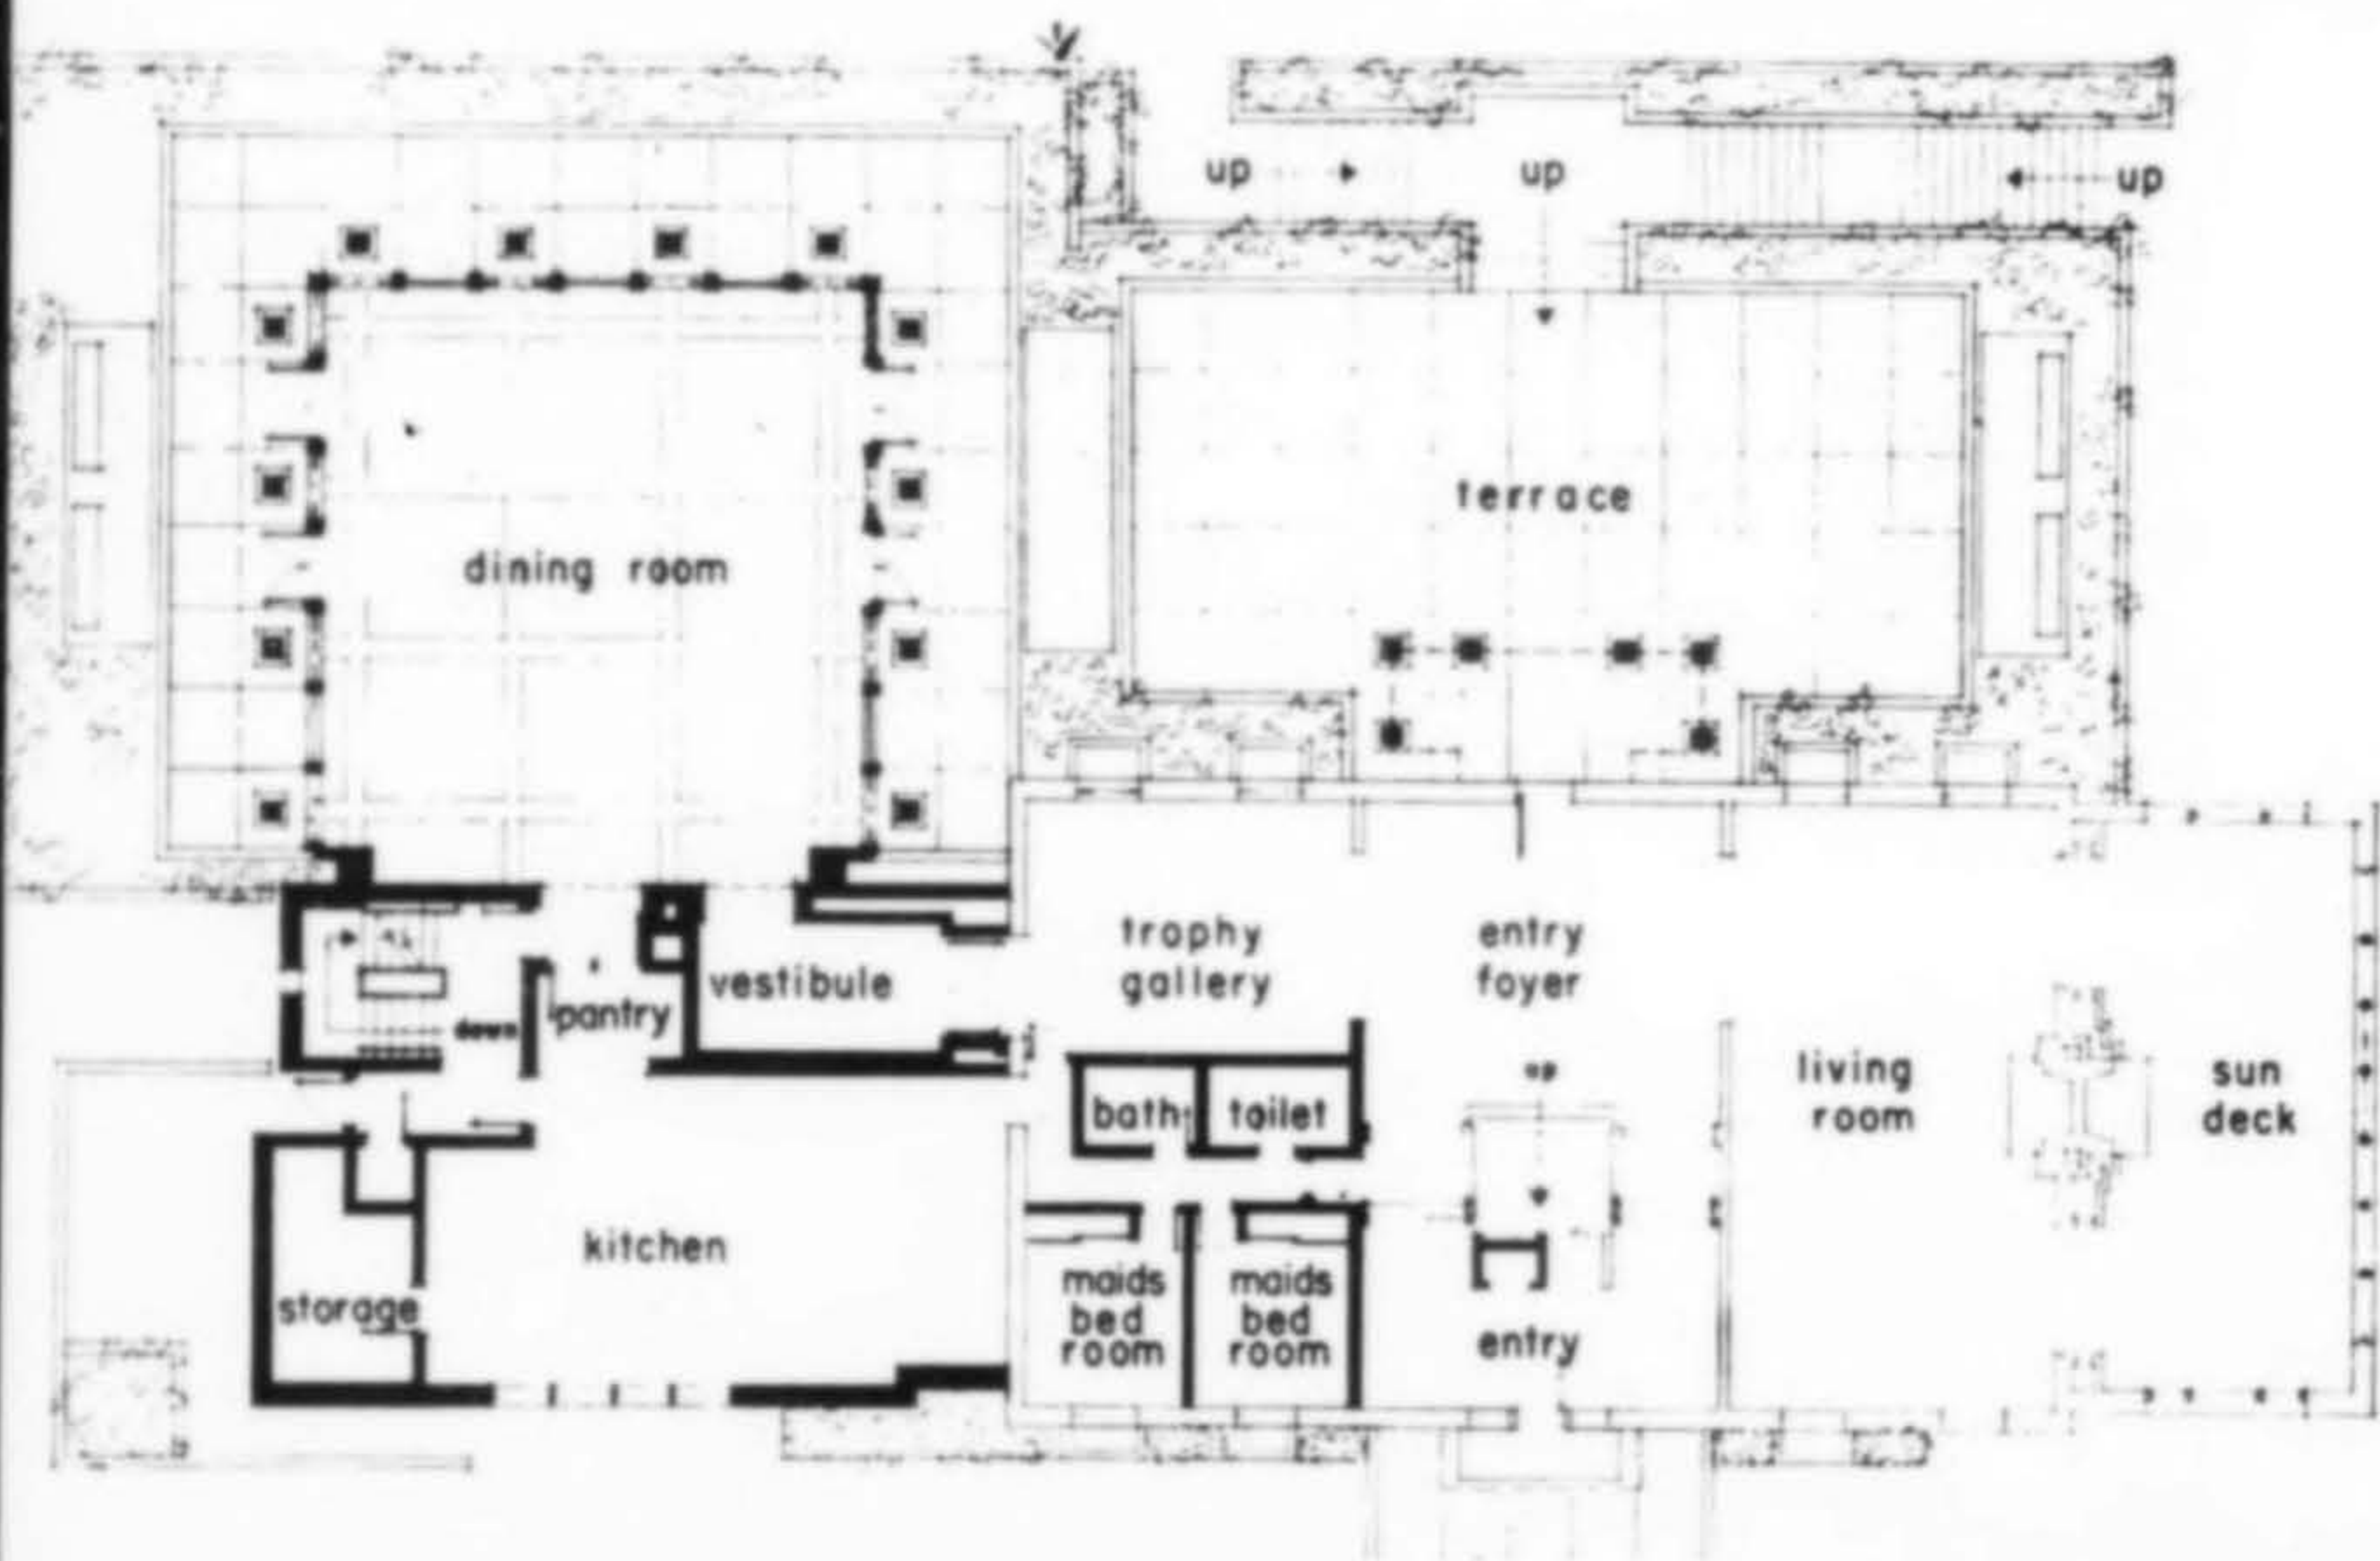 up
up
up
terrace
dining room
trophy
gallery
entry
foyer
vestibule
pantry
down
living
room
sun
deck
up
bath
toilet
kitchen
storage
maids
bed
room
maids
bed
room
entry